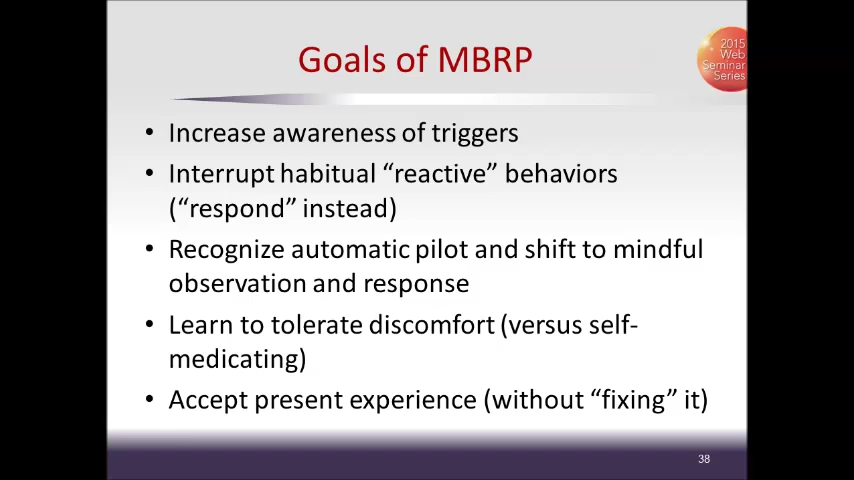 Goals of MBRP
2015
Web
Seminar
Series
• Increase awareness of triggers
• Interrupt habitual “reactive” behaviors
(“respond” instead)
• Recognize automatic pilot and shift to mindful
observation and response
• Learn to tolerate discomfort (versus self-
medicating)
• Accept present experience (without “fixing” it)
38